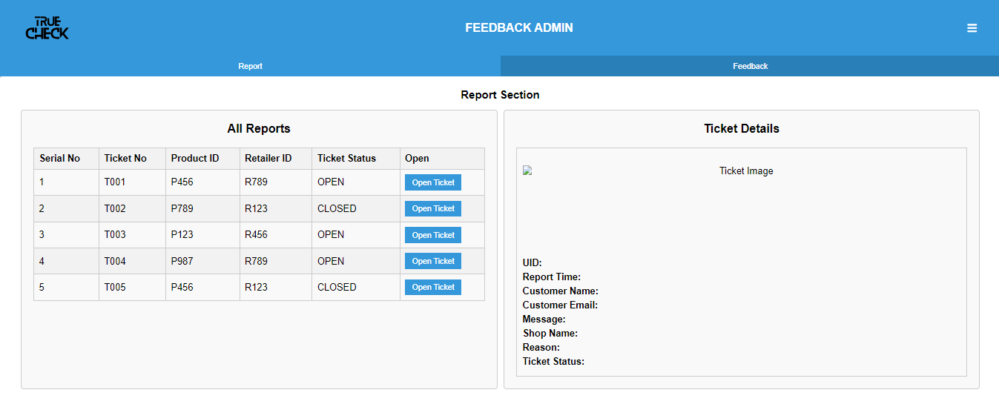 TRUE
CHECK
FEEDBACK ADMIN
Report
Feedback
Report Section
All Reports
Serial No Ticket No Product ID Retailer ID Ticket Status Open
1 T001 P456 R789 OPEN Open Ticket
2 T002 P789 R123 CLOSED Open Ticket
3 T003 P123 R456 OPEN Open Ticket
4 T004 P987 R789 OPEN Open Ticket
5 T005 P456 R123 CLOSED Open Ticket
Ticket Details
Ticket Image
UID:
Report Time:
Customer Name:
Customer Email:
Message:
Shop Name:
Reason:
Ticket Status: